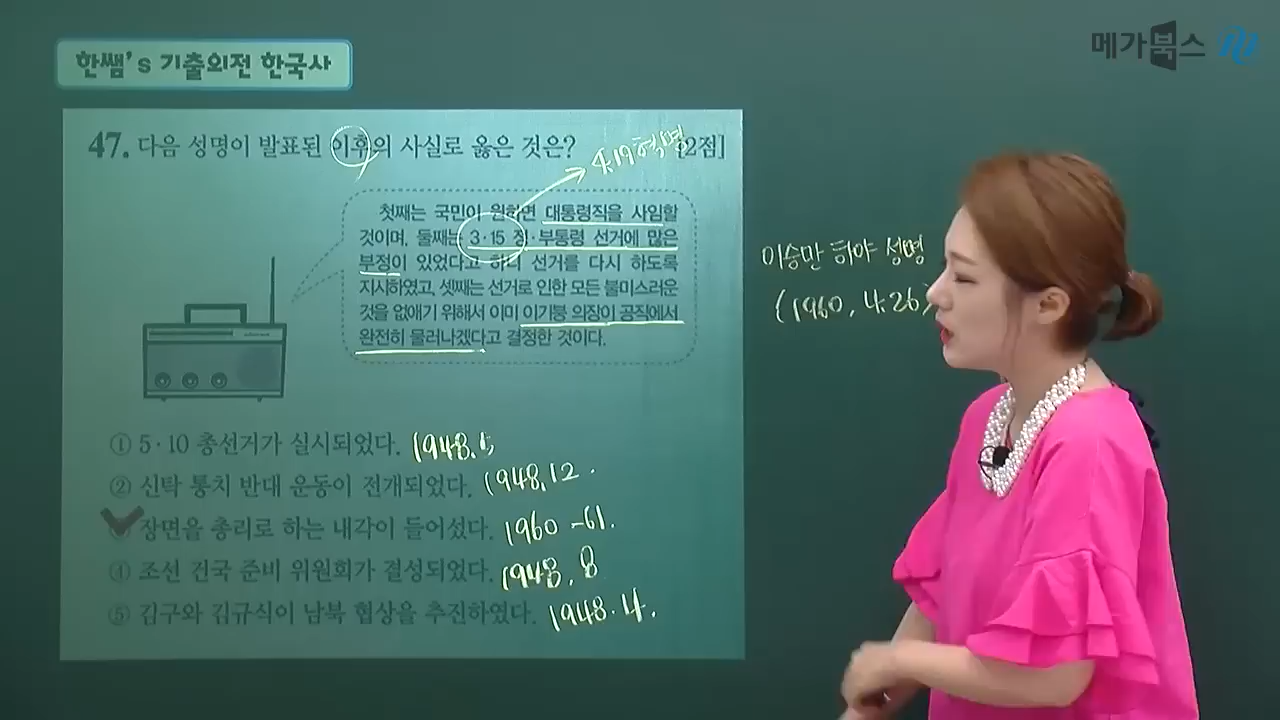 한쌤's 기출외전 한국사
메가북스
47. 다음 성명이 발표된 이후의 사실로 옳은 것은? [2점]
4.19 혁명
첫째는 국민이 원하면 대통령직을 사임할
것이며, 둘째는 3·15 정·부통령 선거에 많은
부정이 있었다고 하니 선거를 다시 하도록
지시하였고, 셋째는 선거로 인한 모든 불미스러운
것을 없애기 위해서 이미 이기붕 의장이 공직에서
완전히 물러나겠다고 결정한 것이다.
이승만 하야 성명
(1960. 4. 26)
① 5·10 총선거가 실시되었다. 1948. 5
② 신탁 통치 반대 운동이 전개되었다. 1948. 12.
장면을 총리로 하는 내각이 들어섰다. 1960 -61.
④ 조선 건국 준비 위원회가 결성되었다. 1948. 8
⑤ 김구와 김규식이 남북 협상을 추진하였다. 1948. 4.